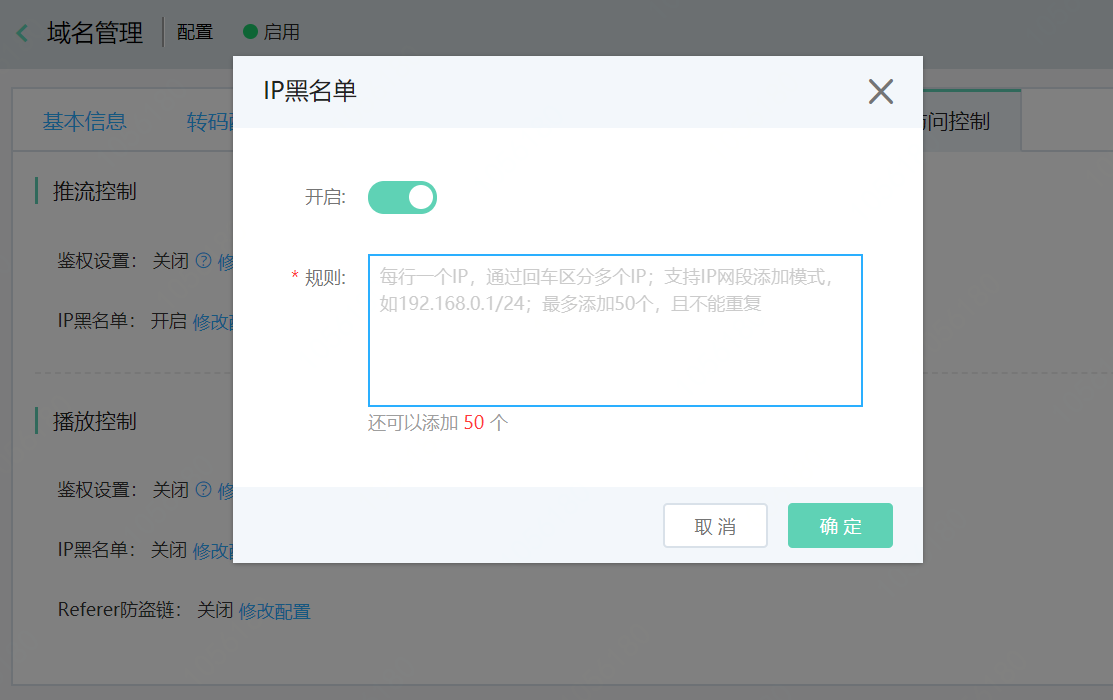 域名管理 配置 启用
IP黑名单
基本信息 转码 问控制
推流控制
开启:
鉴权设置: 关闭 ? 修
* 规则:
每行一个IP，通过回车区分多个IP；支持IP网段添加模式，
如192.168.0.1/24；最多添加50个，且不能重复
IP黑名单: 开启 修改
还可以添加 50 个
播放控制
鉴权设置: 关闭 ? 修
取 消 确 定
IP黑名单: 关闭 修改
Referer防盗链: 关闭 修改配置